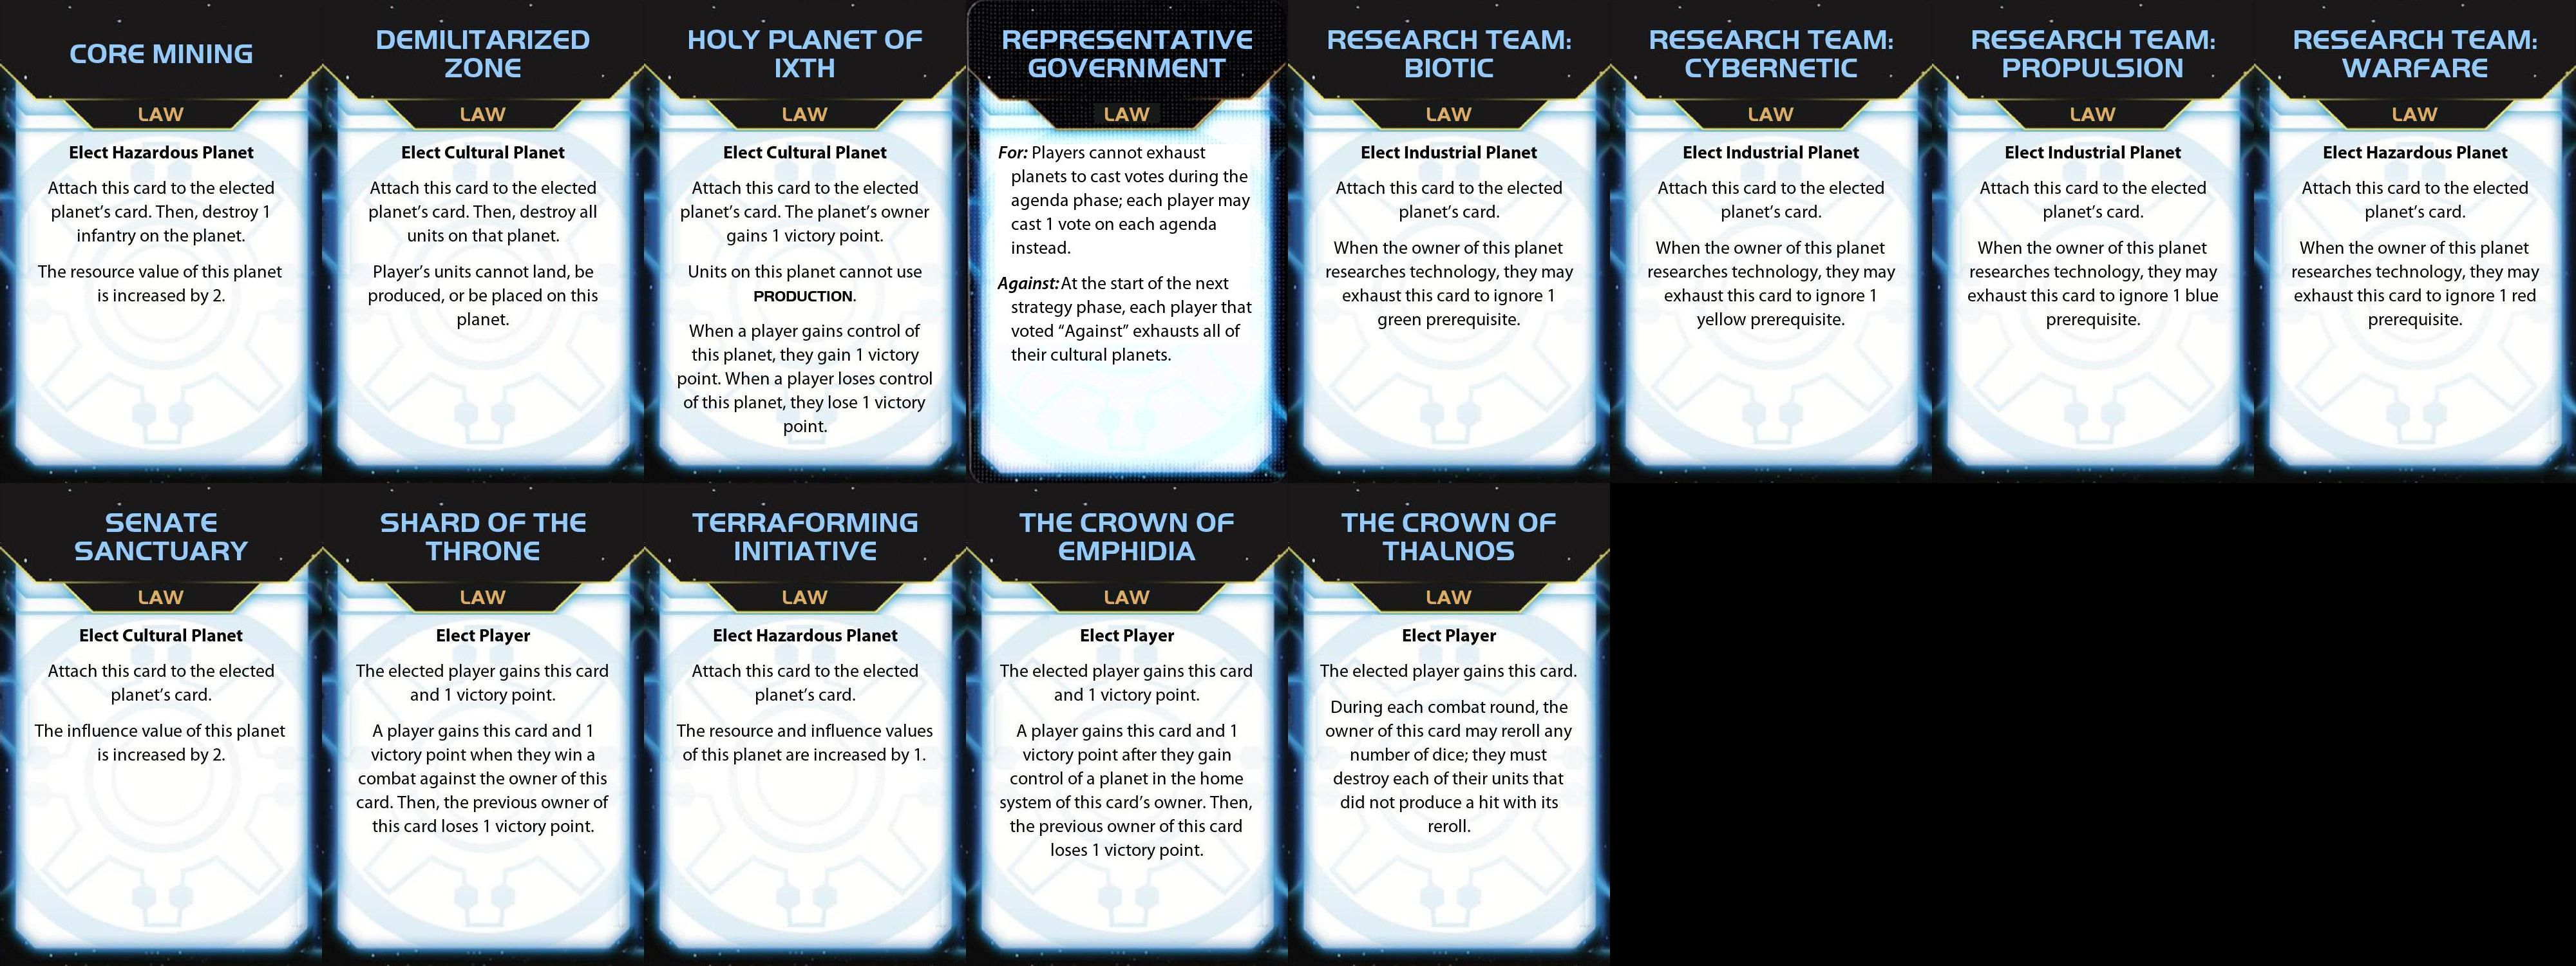 CORE MINING
LAW
Elect Hazardous Planet
Attach this card to the elected
planet's card. Then, destroy 1
infantry on the planet.
The resource value of this planet
is increased by 2.
DEMILITARIZED
ZONE
LAW
Elect Cultural Planet
Attach this card to the elected
planet's card. Then, destroy all
units on that planet.
Player's units cannot land, be
produced, or be placed on this
planet.
HOLY PLANET OF
IXTH
LAW
Elect Cultural Planet
Attach this card to the elected
planet's card. The planet's owner
gains 1 victory point.
Units on this planet cannot use
PRODUCTION.
When a player gains control of
this planet, they gain 1 victory
point. When a player loses control
of this planet, they lose 1 victory
point.
REPRESENTATIVE
GOVERNMENT
LAW
For: Players cannot exhaust
planets to cast votes during the
agenda phase; each player may
cast 1 vote on each agenda
instead.
Against: At the start of the next
strategy phase, each player that
voted “Against” exhausts all of
their cultural planets.
RESEARCH TEAM:
BIOTIC
LAW
Elect Industrial Planet
Attach this card to the elected
planet's card.
When the owner of this planet
researches technology, they may
exhaust this card to ignore 1
green prerequisite.
RESEARCH TEAM:
CYBERNETIC
LAW
Elect Industrial Planet
Attach this card to the elected
planet's card.
When the owner of this planet
researches technology, they may
exhaust this card to ignore 1
yellow prerequisite.
RESEARCH TEAM:
PROPULSION
LAW
Elect Industrial Planet
Attach this card to the elected
planet's card.
When the owner of this planet
researches technology, they may
exhaust this card to ignore 1 blue
prerequisite.
RESEARCH TEAM:
WARFARE
LAW
Elect Hazardous Planet
Attach this card to the elected
planet's card.
When the owner of this planet
researches technology, they may
exhaust this card to ignore 1 red
prerequisite.
SENATE
SANCTUARY
LAW
Elect Cultural Planet
Attach this card to the elected
planet's card.
The influence value of this planet
is increased by 2.
SHARD OF THE
THRONE
LAW
Elect Player
The elected player gains this card
and 1 victory point.
A player gains this card and 1
victory point when they win a
combat against the owner of this
card. Then, the previous owner of
this card loses 1 victory point.
TERRAFORMING
INITIATIVE
LAW
Elect Hazardous Planet
Attach this card to the elected
planet's card.
The resource and influence values
of this planet are increased by 1.
THE CROWN OF
EMPHIDIA
LAW
Elect Player
The elected player gains this card
and 1 victory point.
A player gains this card and 1
victory point after they gain
control of a planet in the home
system of this card's owner. Then,
the previous owner of this card
loses 1 victory point.
THE CROWN OF
THALNOS
LAW
Elect Player
The elected player gains this card.
During each combat round, the
owner of this card may reroll any
number of dice; they must
destroy each of their units that
did not produce a hit with its
reroll.